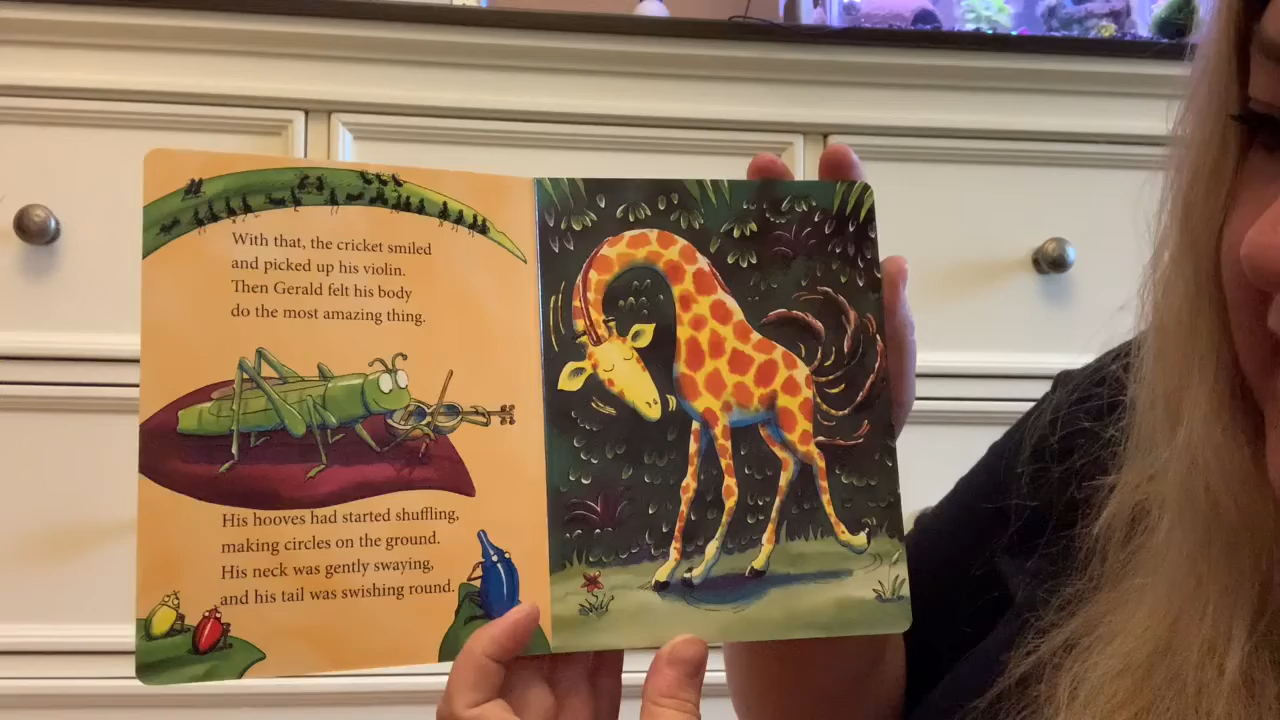 With that, the cricket smiled
and picked up his violin.
Then Gerald felt his body
do the most amazing thing.
His hooves had started shuffling,
making circles on the ground.
His neck was gently swaying,
and his tail was swishing round.